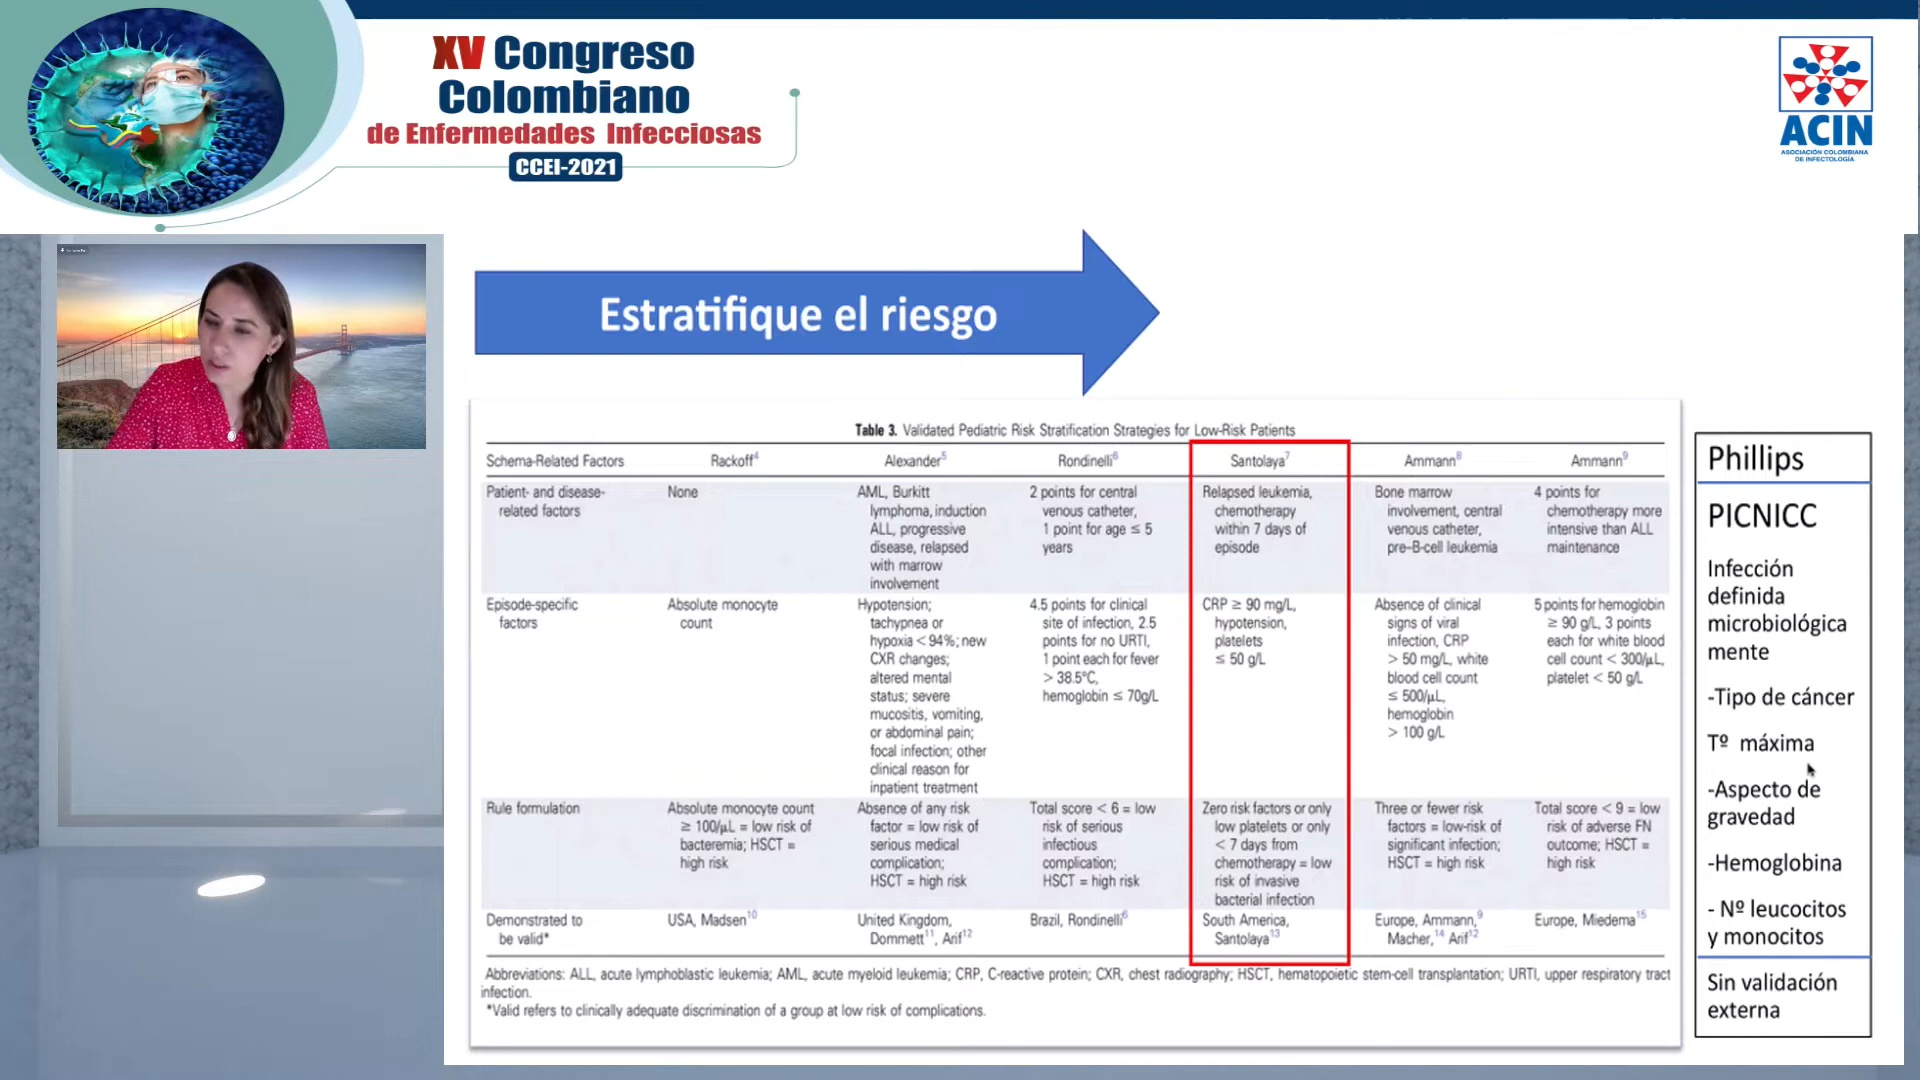 XV Congreso
Colombiano
de Enfermedades Infecciosas
CCEI-2021
ACIN
ASOCIACIÓN COLOMBIANA
DE INFECTOLOGÍA
Estratifique el riesgo
Table 3. Validated Pediatric Risk Stratification Strategies for Low-Risk Patients
Schema-Related Factors
Rackoff4
Alexander5
Rondinelli6
Santolaya7
Ammann8
Ammann9
Patient- and disease-
related factors
None
AML, Burkitt
lymphoma, induction
ALL, progressive
disease, relapsed
with marrow
involvement
2 points for central
venous catheter,
1 point for age ≤ 5
years
Relapsed leukemia,
chemotherapy
within 7 days of
episode
Bone marrow
involvement, central
venous catheter,
pre–B-cell leukemia
4 points for
chemotherapy more
intensive than ALL
maintenance
Episode-specific
factors
Absolute monocyte
count
Hypotension;
tachypnea or
hypoxia < 94%; new
CXR changes;
altered mental
status; severe
mucositis, vomiting,
or abdominal pain;
focal infection; other
clinical reason for
inpatient treatment
4.5 points for clinical
site of infection, 2.5
points for no URTI,
1 point each for fever
> 38.5°C,
hemoglobin ≤ 70g/L
CRP ≥ 90 mg/L,
hypotension,
platelets
≤ 50 g/L
Absence of clinical
signs of viral
infection, CRP
> 50 mg/L, white
blood cell count
≤ 500/μL,
hemoglobin
> 100 g/L
5 points for hemoglobin
≥ 90 g/L, 3 points
each for white blood
cell count < 300/μL,
platelet < 50 g/L
Rule formulation
Absolute monocyte count
≥ 100/μL = low risk of
bacteremia; HSCT =
high risk
Absence of any risk
factor = low risk of
serious medical
complication;
HSCT = high risk
Total score < 6 = low
risk of serious
infectious
complication;
HSCT = high risk
Zero risk factors or only
low platelets or only
< 7 days from
chemotherapy = low
risk of invasive
bacterial infection
Three or fewer risk
factors = low-risk of
significant infection;
HSCT = high risk
Total score < 9 = low
risk of adverse FN
outcome; HSCT =
high risk
Demonstrated to
be valid*
USA, Madsen10
United Kingdom,
Dommett11, Arif12
Brazil, Rondinelli6
South America,
Santolaya13
Europe, Ammann,9
Macher,14 Arif12
Europe, Miedema15
Abbreviations: ALL, acute lymphoblastic leukemia; AML, acute myeloid leukemia; CRP, C-reactive protein; CXR, chest radiography; HSCT, hematopoietic stem-cell transplantation; URTI, upper respiratory tract
infection.
*Valid refers to clinically adequate discrimination of a group at low risk of complications.
Phillips
PICNICC
Infección
definida
microbiológica
mente
-Tipo de cáncer
Tº máxima
-Aspecto de
gravedad
-Hemoglobina
- Nº leucocitos
y monocitos
Sin validación
externa